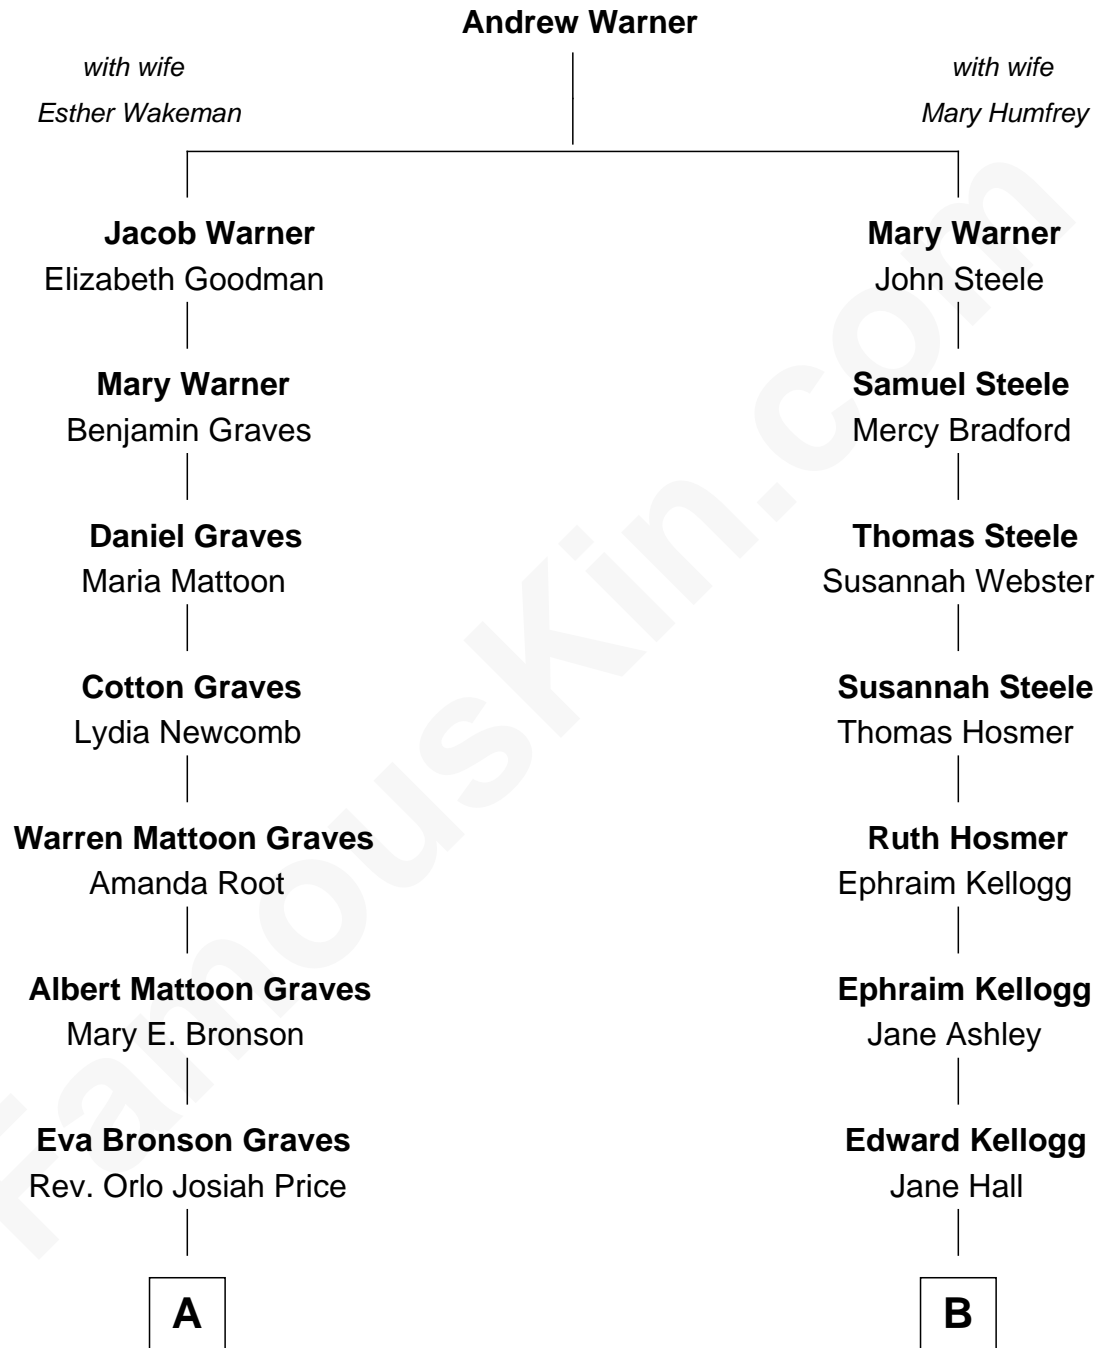 Andrew Warner
with wife
Esther Wakeman
with wife
Mary Humfrey
Jacob Warner
Elizabeth Goodman
Mary Warner
John Steele
Mary Warner
Benjamin Graves
Samuel Steele
Mercy Bradford
Daniel Graves
Maria Mattoon
Thomas Steele
Susannah Webster
Cotton Graves
Lydia Newcomb
Susannah Steele
Thomas Hosmer
Warren Mattoon Graves
Amanda Root
Ruth Hosmer
Ephraim Kellogg
Albert Mattoon Graves
Mary E. Bronson
Ephraim Kellogg
Jane Ashley
Eva Bronson Graves
Rev. Orlo Josiah Price
Edward Kellogg
Jane Hall
A
B
FamousKin.com